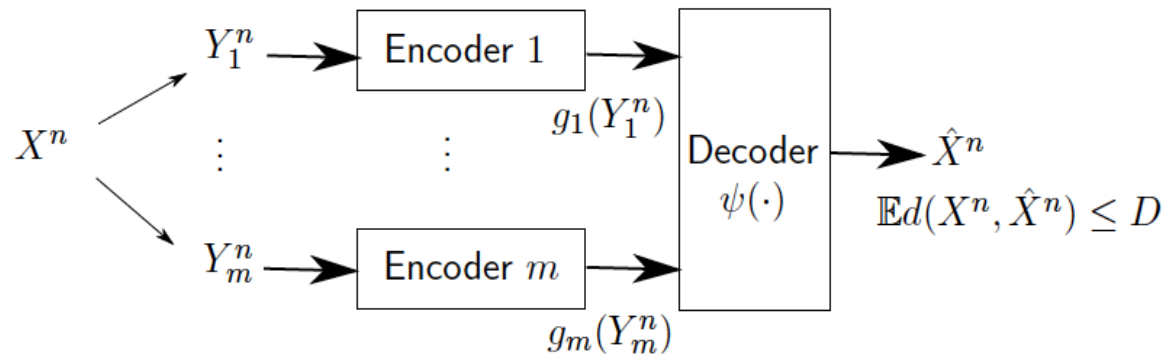 Y_1^n
Encoder 1
g_1(Y_1^n)
X^n
⋮
⋮
Decoder
ψ(·)
X̂^n
𝔼d(X^n, X̂^n) ≤ D
Y_m^n
Encoder m
g_m(Y_m^n)